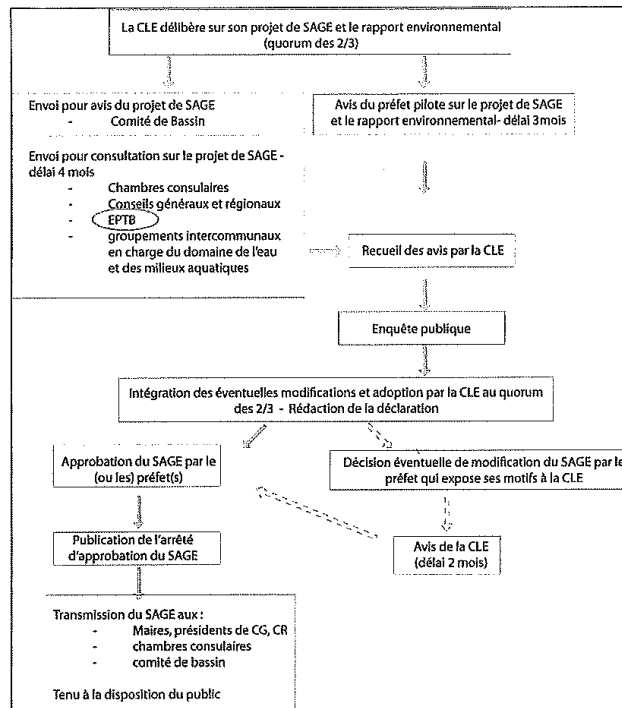 La CLE délibère sur son projet de SAGE et le rapport environnemental
(quorum des 2/3)
Envoi pour avis du projet de SAGE
- Comité de Bassin
Avis du préfet pilote sur le projet de SAGE
et le rapport environnemental- délai 3mois
Envoi pour consultation sur le projet de SAGE -
délai 4 mois
- Chambres consulaires
- Conseils généraux et régionaux
- EPTB
- groupements intercommunaux
en charge du domaine de l'eau
et des milieux aquatiques
Recueil des avis par la CLE
Enquête publique
Intégration des éventuelles modifications et adoption par la CLE au quorum
des 2/3 - Rédaction de la déclaration
Approbation du SAGE par le
(ou les) préfet(s)
Décision éventuelle de modification du SAGE par le
préfet qui expose ses motifs à la CLE
Publication de l'arrêté
d'approbation du SAGE
Avis de la CLE
(délai 2 mois)
Transmission du SAGE aux :
- Maires, présidents de CG, CR
- chambres consulaires
- comité de bassin
Tenu à la disposition du public